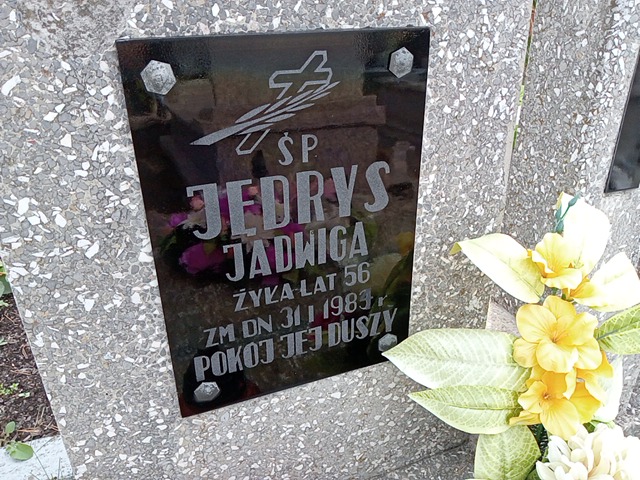 ŚP.
JĘDRYS
JADWIGA
ŻYŁA LAT 56
ZM DN 31 I 1983 r.
POKÓJ JEJ DUSZY